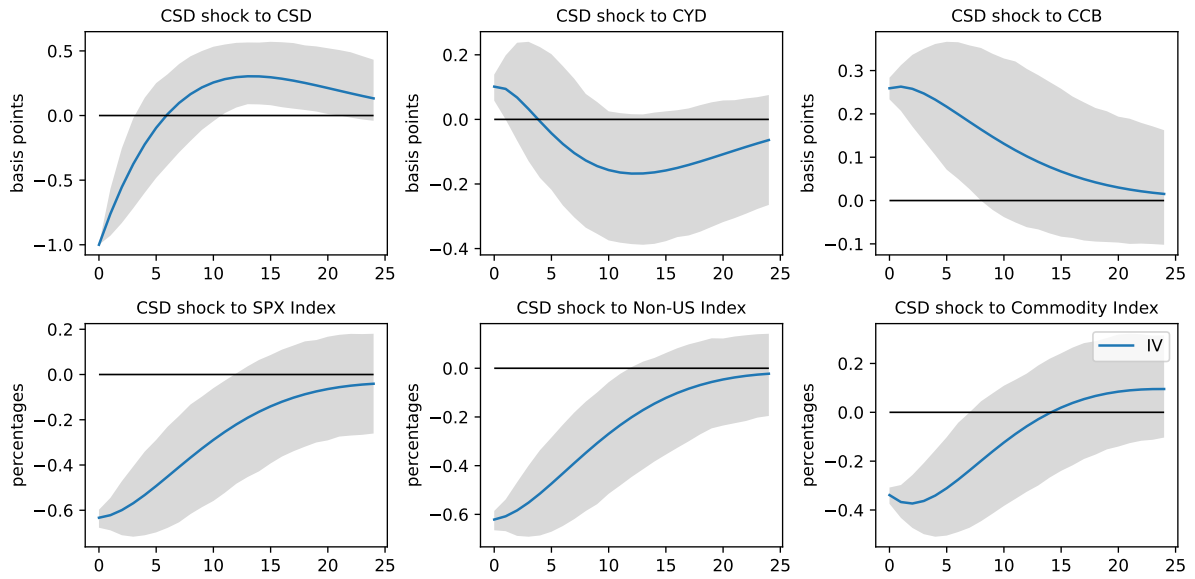 CSD shock to CSD
CSD shock to CYD
CSD shock to CCB
basis points
0.5
0.0
−0.5
−1.0
0 5 10 15 20 25
basis points
0.2
0.0
−0.2
−0.4
0 5 10 15 20 25
basis points
0.3
0.2
0.1
0.0
−0.1
0 5 10 15 20 25
CSD shock to SPX Index
CSD shock to Non-US Index
CSD shock to Commodity Index
percentages
0.2
0.0
−0.2
−0.4
−0.6
0 5 10 15 20 25
percentages
0.0
−0.2
−0.4
−0.6
0 5 10 15 20 25
percentages
0.2
0.0
−0.2
−0.4
0 5 10 15 20 25
IV